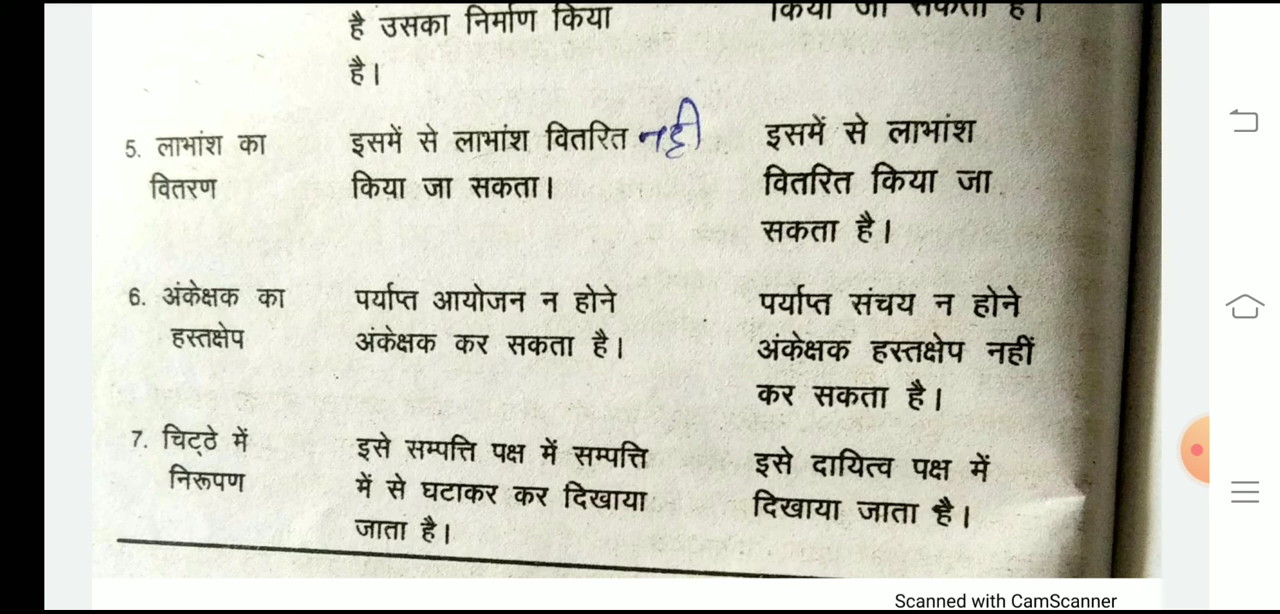 है उसका निर्माण किया
किया जा सकता है।
है।
5. लाभांश का
वितरण
इसमें से लाभांश वितरित नही
किया जा सकता।
इसमें से लाभांश
वितरित किया जा
सकता है।
6. अंकेक्षक का
हस्तक्षेप
पर्याप्त आयोजन न होने
अंकेक्षक कर सकता है।
पर्याप्त संचय न होने
अंकेक्षक हस्तक्षेप नहीं
कर सकता है।
7. चिट्ठे में
निरूपण
इसे सम्पत्ति पक्ष में सम्पत्ति
में से घटाकर कर दिखाया
जाता है।
इसे दायित्व पक्ष में
दिखाया जाता है।
Scanned with CamScanner